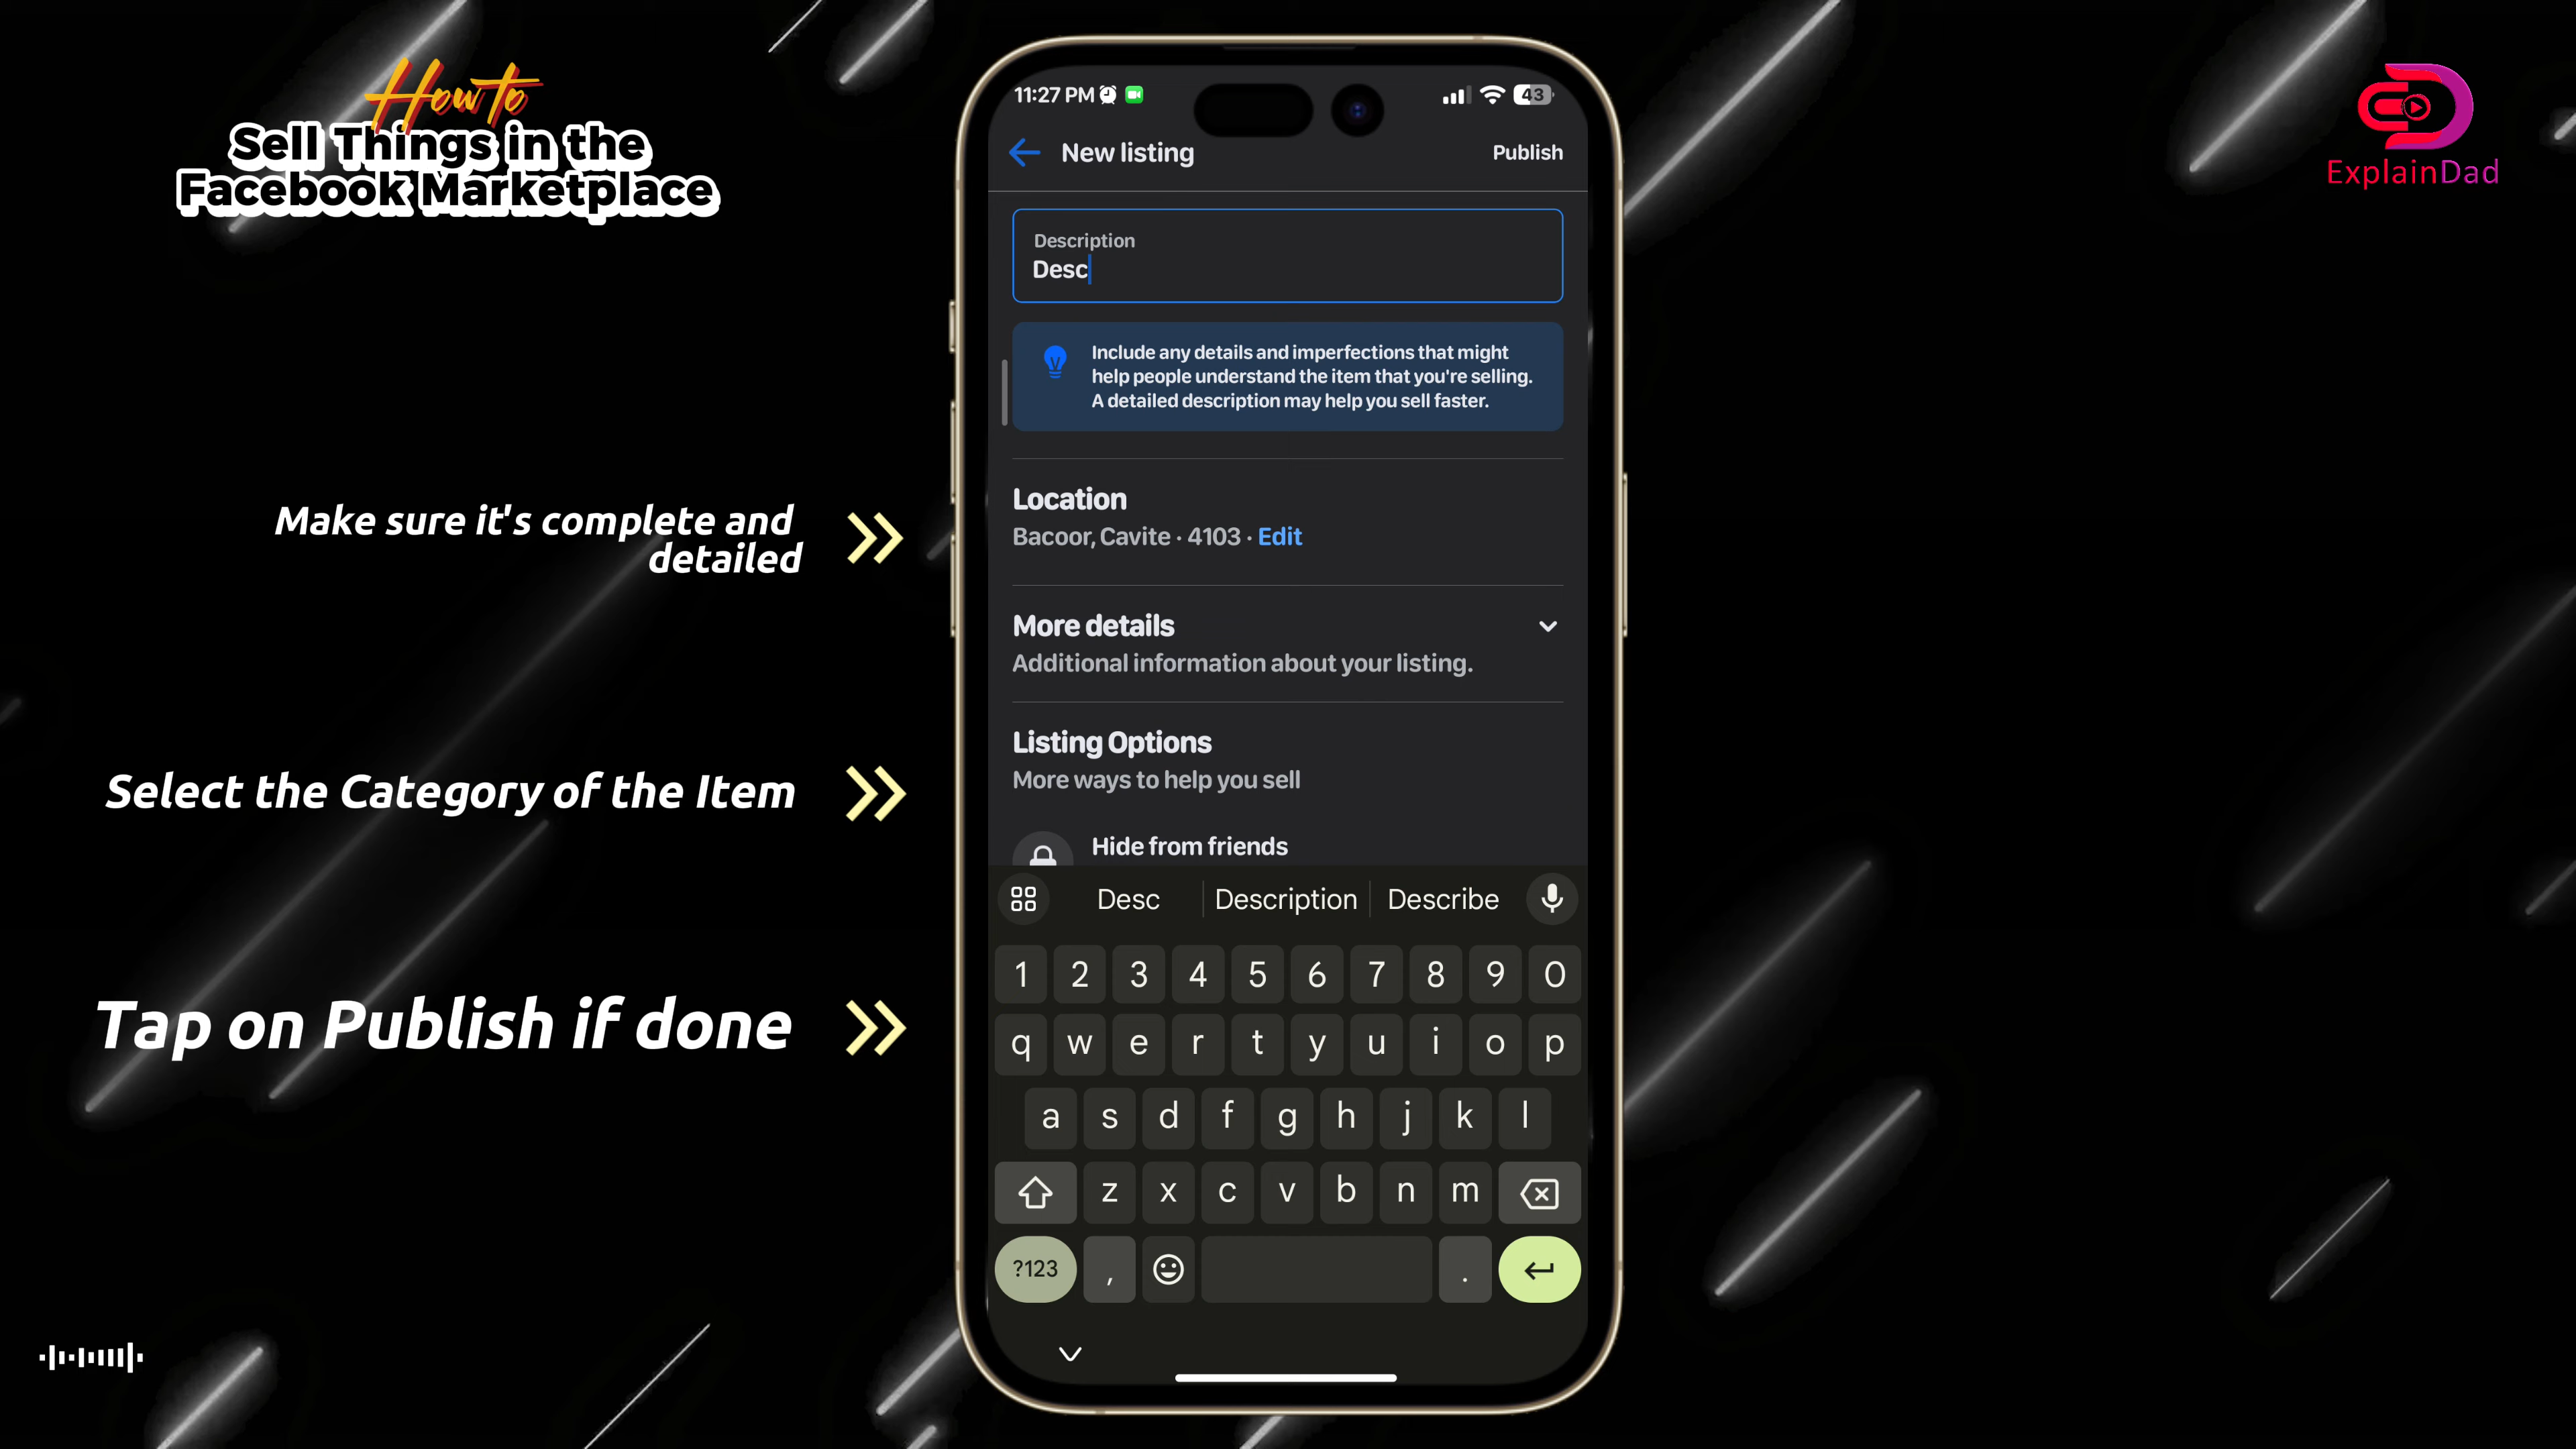 How to
Sell Things in the
Facebook Marketplace
ExplainDad
Make sure it's complete and
detailed
Select the Category of the Item
Tap on Publish if done
11:27 PM
43
New listing
Publish
Description
Desc
Include any details and imperfections that might
help people understand the item that you're selling.
A detailed description may help you sell faster.
Location
Bacoor, Cavite · 4103 · Edit
More details
Additional information about your listing.
Listing Options
More ways to help you sell
Hide from friends
Desc Description Describe
1 2 3 4 5 6 7 8 9 0
q w e r t y u i o p
a s d f g h j k l
z x c v b n m
?123 , .